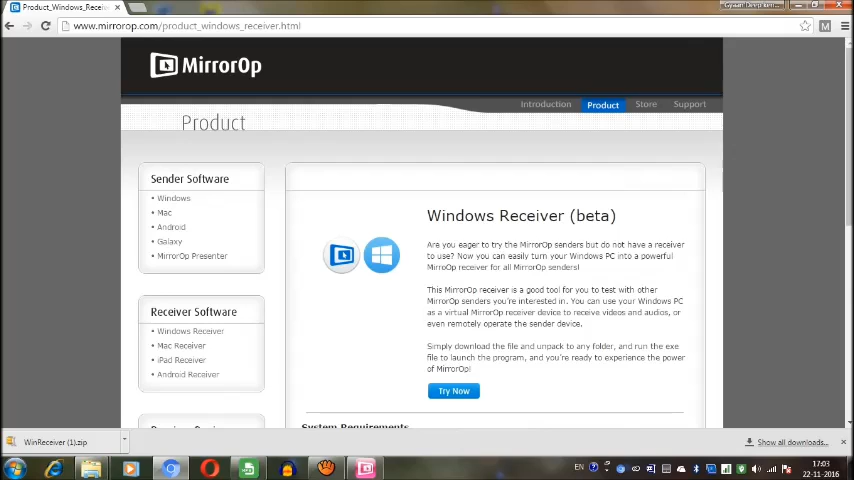 Product_Windows_Receiv
www.mirrorop.com/product_windows_receiver.html
MirrorOp
Introduction
Product
Store
Support
Product
Sender Software
• Windows
• Mac
• Android
• Galaxy
• MirrorOp Presenter
Receiver Software
• Windows Receiver
• Mac Receiver
• iPad Receiver
• Android Receiver
Windows Receiver (beta)
Are you eager to try the MirrorOp senders but do not have a receiver
to use? Now you can easily turn your Windows PC into a powerful
MirroOp receiver for all MirrorOp senders!
This MirrorOp receiver is a good tool for you to test with other
MirrorOp senders you're interested in. You can use your Windows PC
as a virtual MirrorOp receiver device to receive videos and audios, or
even remotely operate the sender device.
Simply download the file and unpack to any folder, and run the exe
file to launch the program, and you're ready to experience the power
of MirrorOp!
Try Now
System Requirements
WinReceiver (1).zip
Show all downloads...
EN
17:03
22-11-2016